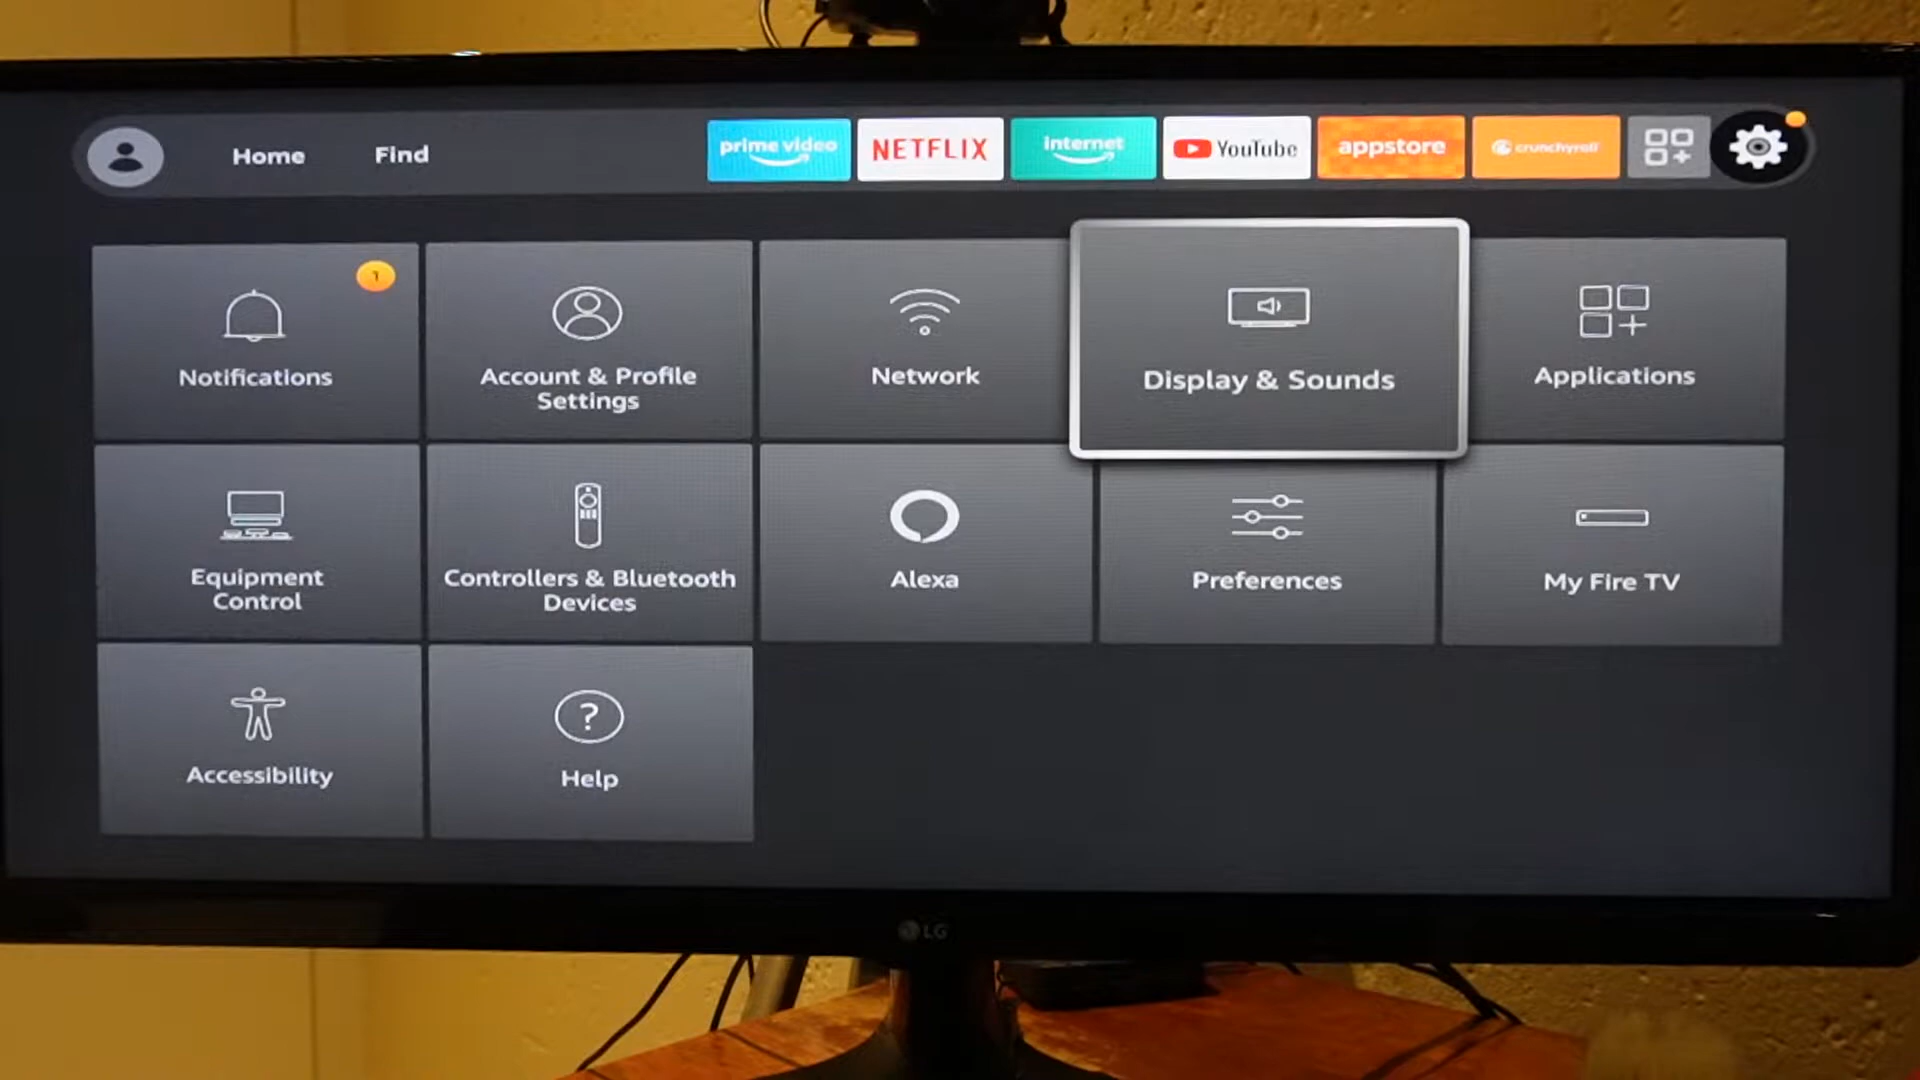 Home
Find
prime video
NETFLIX
internet
YouTube
appstore
crunchyroll
1
Notifications
Account & Profile
Settings
Network
Display & Sounds
Applications
Equipment
Control
Controllers & Bluetooth
Devices
Alexa
Preferences
My Fire TV
Accessibility
?
Help
LG